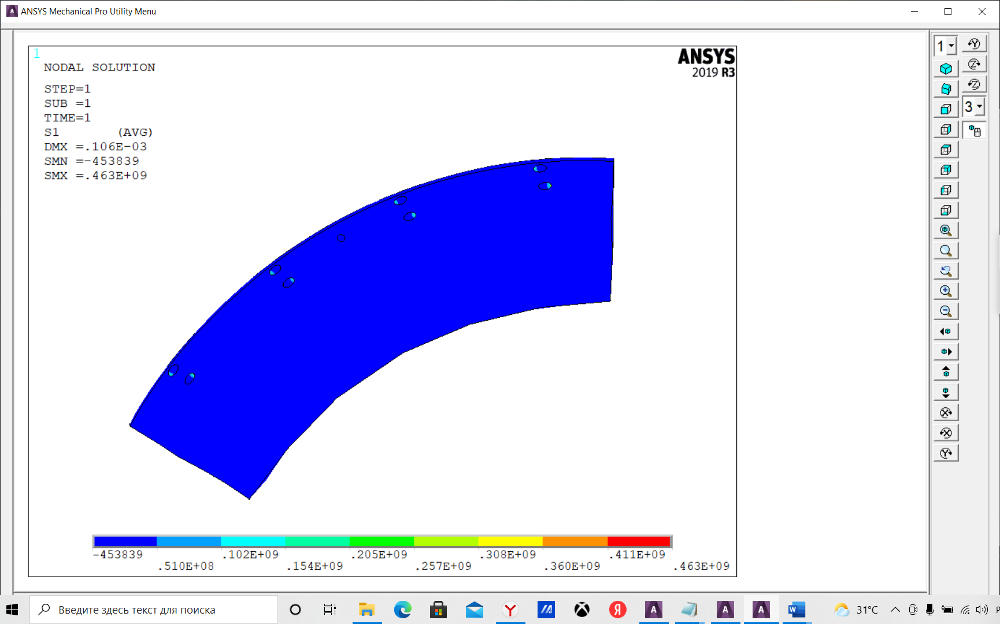 ANSYS Mechanical Pro Utility Menu
1
NODAL SOLUTION
STEP=1
SUB =1
TIME=1
S1 (AVG)
DMX =.106E-03
SMN =-453839
SMX =.463E+09
ANSYS
2019 R3
1
3
-453839 .102E+09 .205E+09 .308E+09 .411E+09
.510E+08 .154E+09 .257E+09 .360E+09 .463E+09
Введите здесь текст для поиска
31°C